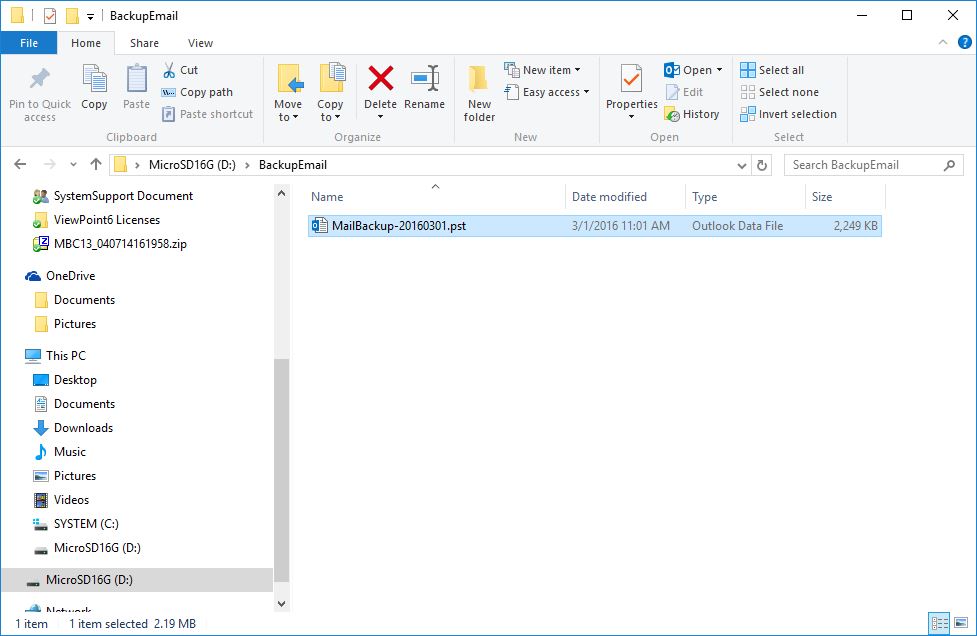 BackupEmail
File Home Share View
Pin to Quick access
Copy
Paste
Cut
Copy path
Paste shortcut
Clipboard
Move to
Copy to
Delete
Rename
Organize
New folder
New item
Easy access
New
Properties
Open
Edit
History
Open
Select all
Select none
Invert selection
Select
MicroSD16G (D:) > BackupEmail
Search BackupEmail
Name Date modified Type Size
MailBackup-20160301.pst 3/1/2016 11:01 AM Outlook Data File 2,249 KB
SystemSupport Document
ViewPoint6 Licenses
MBC13_040714161958.zip
OneDrive
Documents
Pictures
This PC
Desktop
Documents
Downloads
Music
Pictures
Videos
SYSTEM (C:)
MicroSD16G (D:)
MicroSD16G (D:)
Network
1 item 1 item selected 2.19 MB